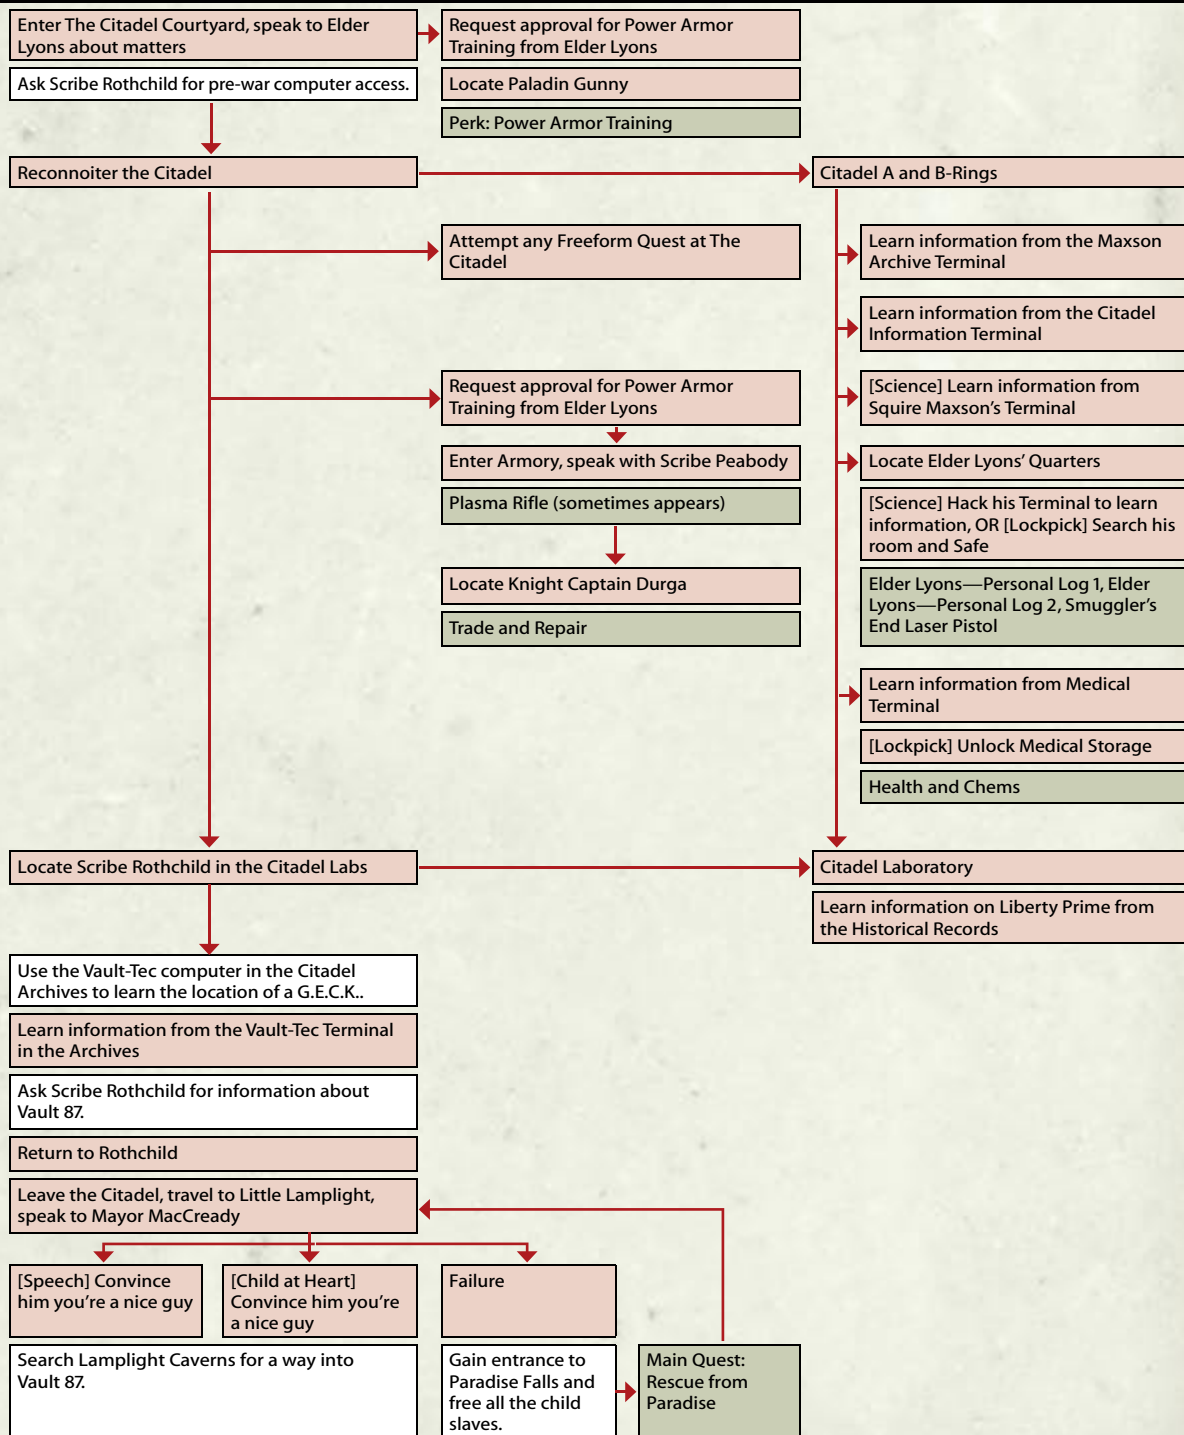 Enter The Citadel Courtyard, speak to Elder
Lyons about matters
Request approval for Power Armor
Training from Elder Lyons
Ask Scribe Rothchild for pre-war computer access.
Locate Paladin Gunny
Perk: Power Armor Training
Reconnoiter the Citadel
Citadel A and B-Rings
Attempt any Freeform Quest at The
Citadel
Learn information from the Maxson
Archive Terminal
Learn information from the Citadel
Information Terminal
Request approval for Power Armor
Training from Elder Lyons
[Science] Learn information from
Squire Maxson's Terminal
Enter Armory, speak with Scribe Peabody
Locate Elder Lyons' Quarters
Plasma Rifle (sometimes appears)
[Science] Hack his Terminal to learn
information, OR [Lockpick] Search his
room and Safe
Locate Knight Captain Durga
Elder Lyons—Personal Log 1, Elder
Lyons—Personal Log 2, Smuggler's
End Laser Pistol
Trade and Repair
Learn information from Medical
Terminal
[Lockpick] Unlock Medical Storage
Health and Chems
Locate Scribe Rothchild in the Citadel Labs
Citadel Laboratory
Learn information on Liberty Prime from
the Historical Records
Use the Vault-Tec computer in the Citadel
Archives to learn the location of a G.E.C.K..
Learn information from the Vault-Tec Terminal
in the Archives
Ask Scribe Rothchild for information about
Vault 87.
Return to Rothchild
Leave the Citadel, travel to Little Lamplight,
speak to Mayor MacCready
[Speech] Convince
him you're a nice guy
[Child at Heart]
Convince him you're
a nice guy
Failure
Search Lamplight Caverns for a way into
Vault 87.
Gain entrance to
Paradise Falls and
free all the child
slaves.
Main Quest:
Rescue from
Paradise